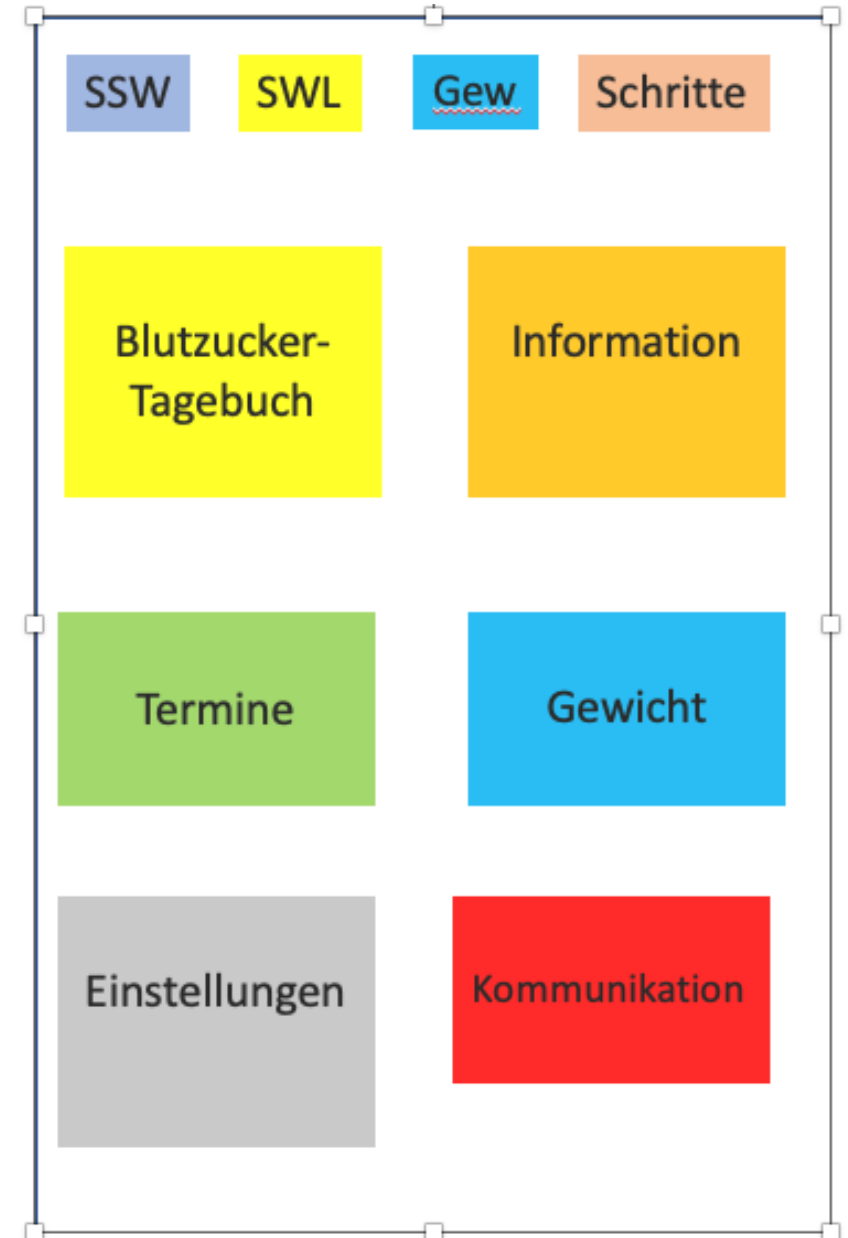 SSW SWL Gew Schritte
Blutzucker-
Tagebuch
Information
Termine
Gewicht
Einstellungen
Kommunikation